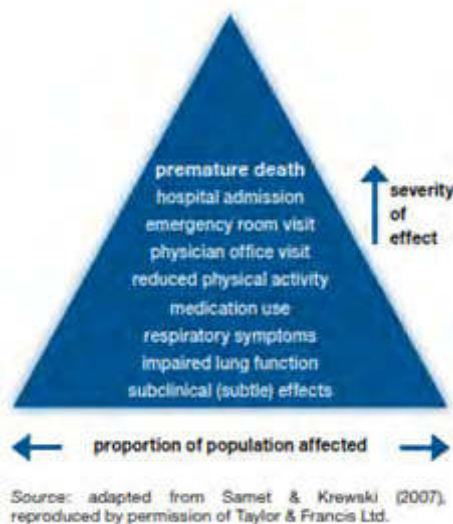 premature death
hospital admission
emergency room visit
physician office visit
reduced physical activity
medication use
respiratory symptoms
impaired lung function
subclinical (subtle) effects
severity
of
effect
proportion of population affected
Source: adapted from Samet & Krewski (2007),
reproduced by permission of Taylor & Francis Ltd.